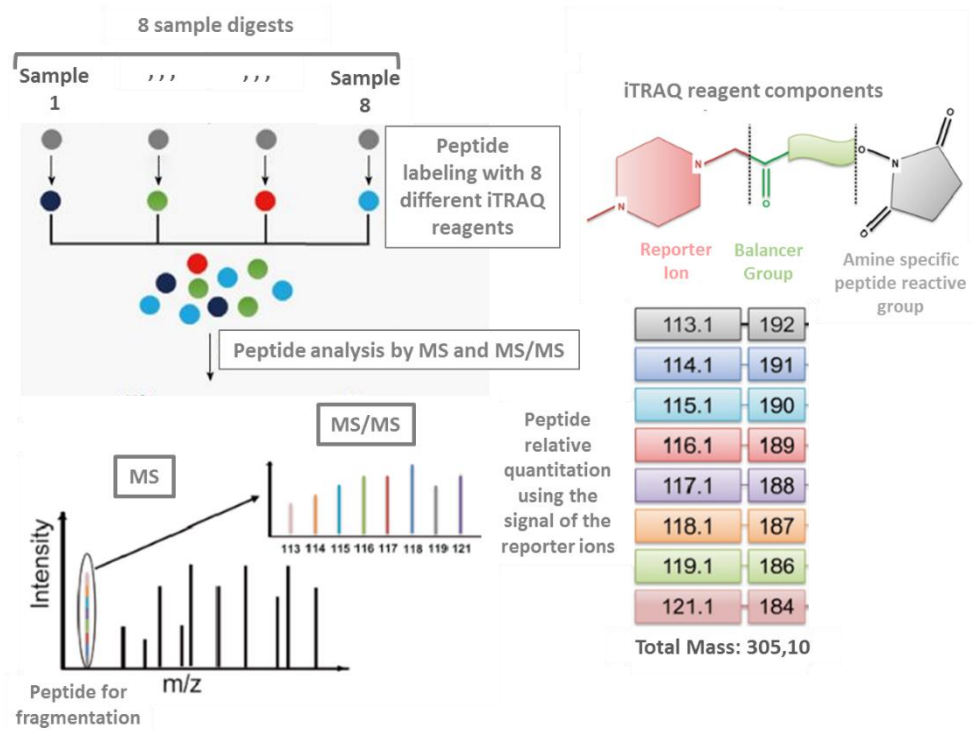 8 sample digests
Sample
1
, , ,
, , ,
Sample
8
Peptide
labeling with 8
different iTRAQ
reagents
Peptide analysis by MS and MS/MS
iTRAQ reagent components
N
N
O
O
N
O
O
Reporter
Ion
Balancer
Group
Amine specific
peptide reactive
group
113.1 192
114.1 191
115.1 190
116.1 189
117.1 188
118.1 187
119.1 186
121.1 184
Total Mass: 305,10
MS
MS/MS
113 114 115 116 117 118 119 121
Peptide
relative
quantitation
using the
signal of the
reporter ions
Intensity
m/z
Peptide for
fragmentation